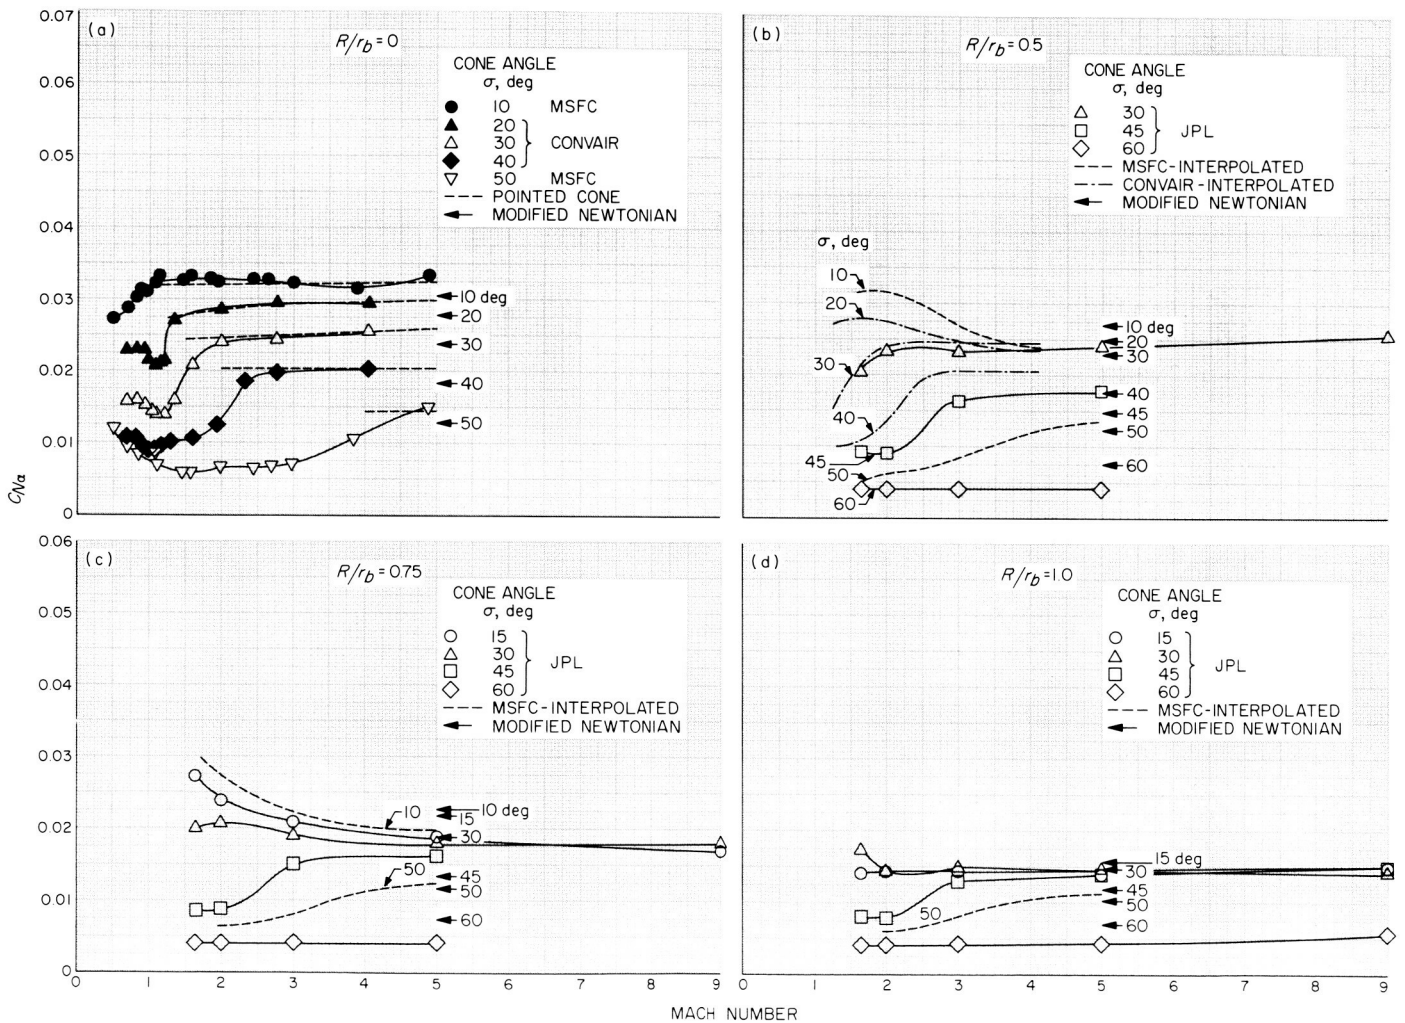 (a)
R/r_b = 0
CONE ANGLE
σ, deg
10 MSFC
20
30 CONVAIR
40
50 MSFC
POINTED CONE
MODIFIED NEWTONIAN
0.07
0.06
0.05
0.04
0.03
0.02
0.01
0
C_Nα
10 deg
20
30
40
50
(b)
R/r_b = 0.5
CONE ANGLE
σ, deg
30
45 JPL
60
MSFC-INTERPOLATED
CONVAIR-INTERPOLATED
MODIFIED NEWTONIAN
σ, deg
10
20
30
40
45
50
60
10 deg
20
30
40
45
50
60
(c)
R/r_b = 0.75
CONE ANGLE
σ, deg
15
30
45 JPL
60
MSFC-INTERPOLATED
MODIFIED NEWTONIAN
0.06
0.05
0.04
0.03
0.02
0.01
0
10
50
10 deg
15
30
45
50
60
0 1 2 3 4 5 6 7 8 9
(d)
R/r_b = 1.0
CONE ANGLE
σ, deg
15
30
45 JPL
60
MSFC-INTERPOLATED
MODIFIED NEWTONIAN
50
15 deg
30
45
50
60
0 1 2 3 4 5 6 7 8 9
MACH NUMBER